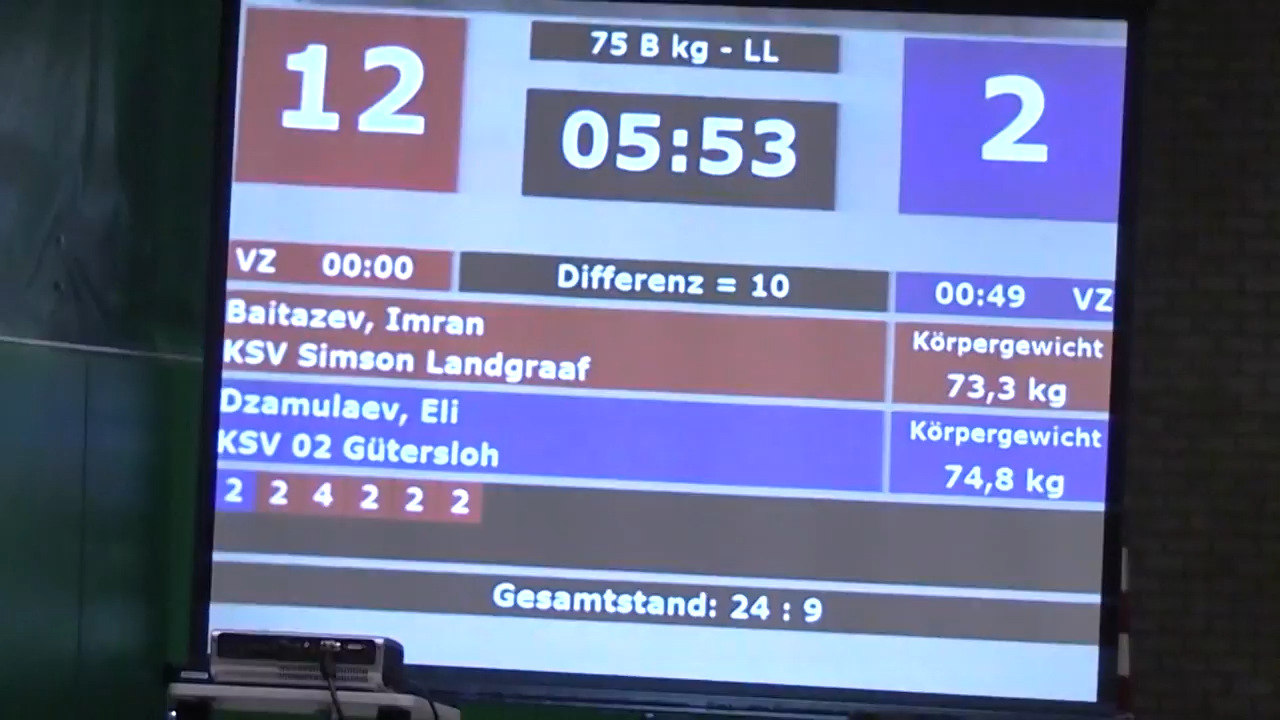 12
75 B kg - LL
05:53
2
VZ 00:00
Differenz = 10
00:49 VZ
Baitazev, Imran
KSV Simson Landgraaf
Körpergewicht
73,3 kg
Dzamulaev, Eli
KSV 02 Gütersloh
Körpergewicht
74,8 kg
2 2 4 2 2 2
Gesamtstand: 24 : 9